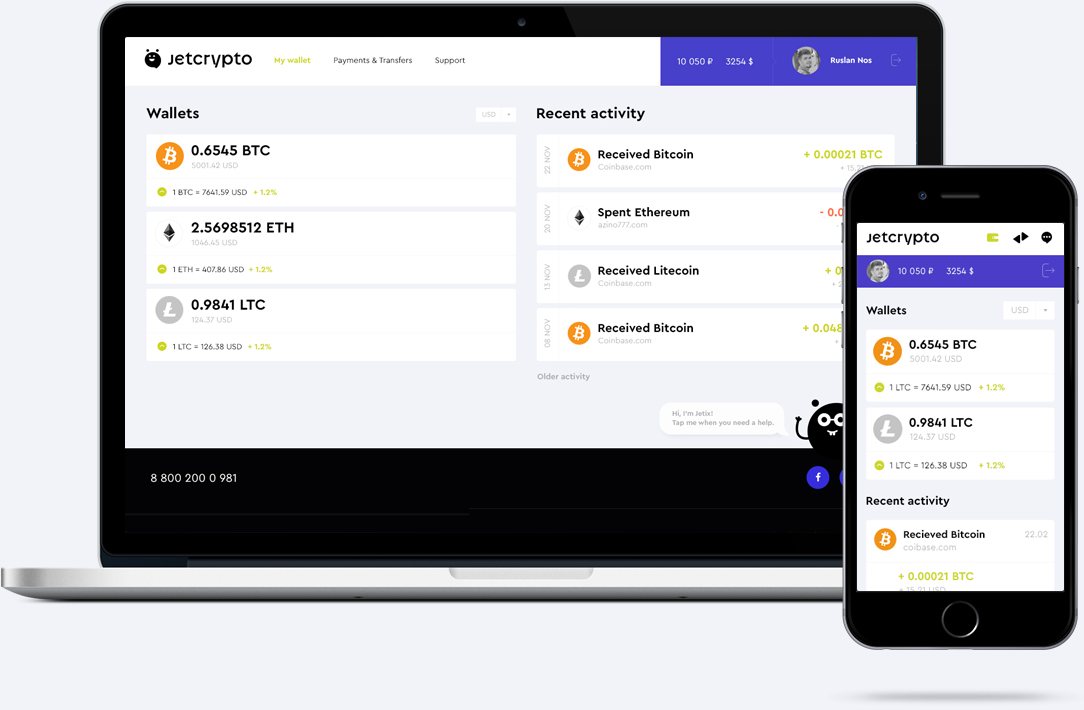 jetcrypto
My wallet
Payments & Transfers
Support
10 050 ₽
3254 $
Ruslan Nos
Wallets
USD
0.6545 BTC
5001.42 USD
1 BTC = 7641.59 USD + 1.2%
2.5698512 ETH
1046.45 USD
1 ETH = 407.86 USD + 1.2%
0.9841 LTC
124.37 USD
1 LTC = 126.38 USD + 1.2%
Recent activity
22 NOV
Received Bitcoin
Coinbase.com
+ 0.00021 BTC
+ 15.21
20 NOV
Spent Ethereum
azino777.com
- 0.0
13 NOV
Received Litecoin
Coinbase.com
+ 0
+ 2
08 NOV
Received Bitcoin
Coinbase.com
+ 0.048
+
Older activity
Hi, I'm Jetix!
Tap me when you need a help.
8 800 200 0 981
f
jetcrypto
10 050 ₽
3254 $
Wallets
USD
0.6545 BTC
5001.42 USD
1 LTC = 7641.59 USD + 1.2%
0.9841 LTC
124.37 USD
1 LTC = 126.38 USD + 1.2%
Recent activity
Recieved Bitcoin
22.02
coibase.com
+ 0.00021 BTC
+ 15.21 USD